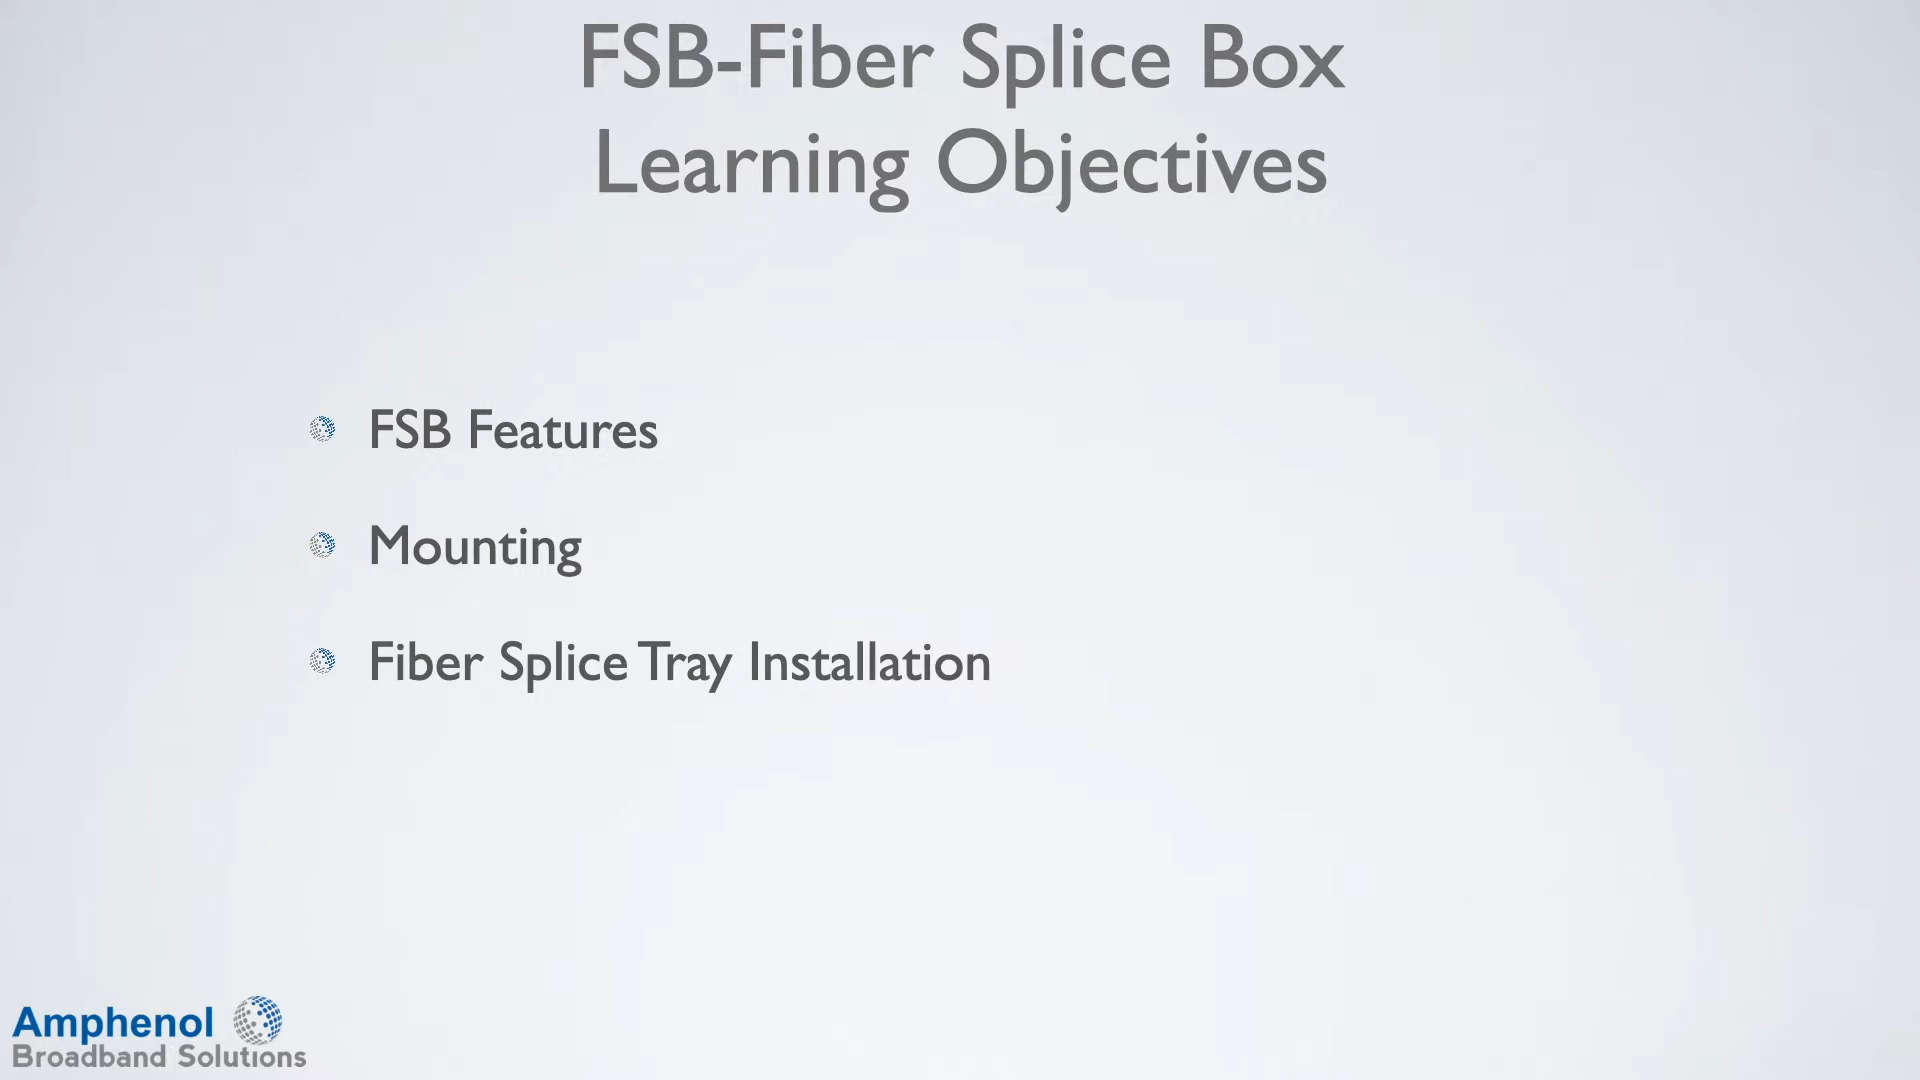 FSB-Fiber Splice Box
Learning Objectives
FSB Features
Mounting
Fiber Splice Tray Installation
Amphenol
Broadband Solutions